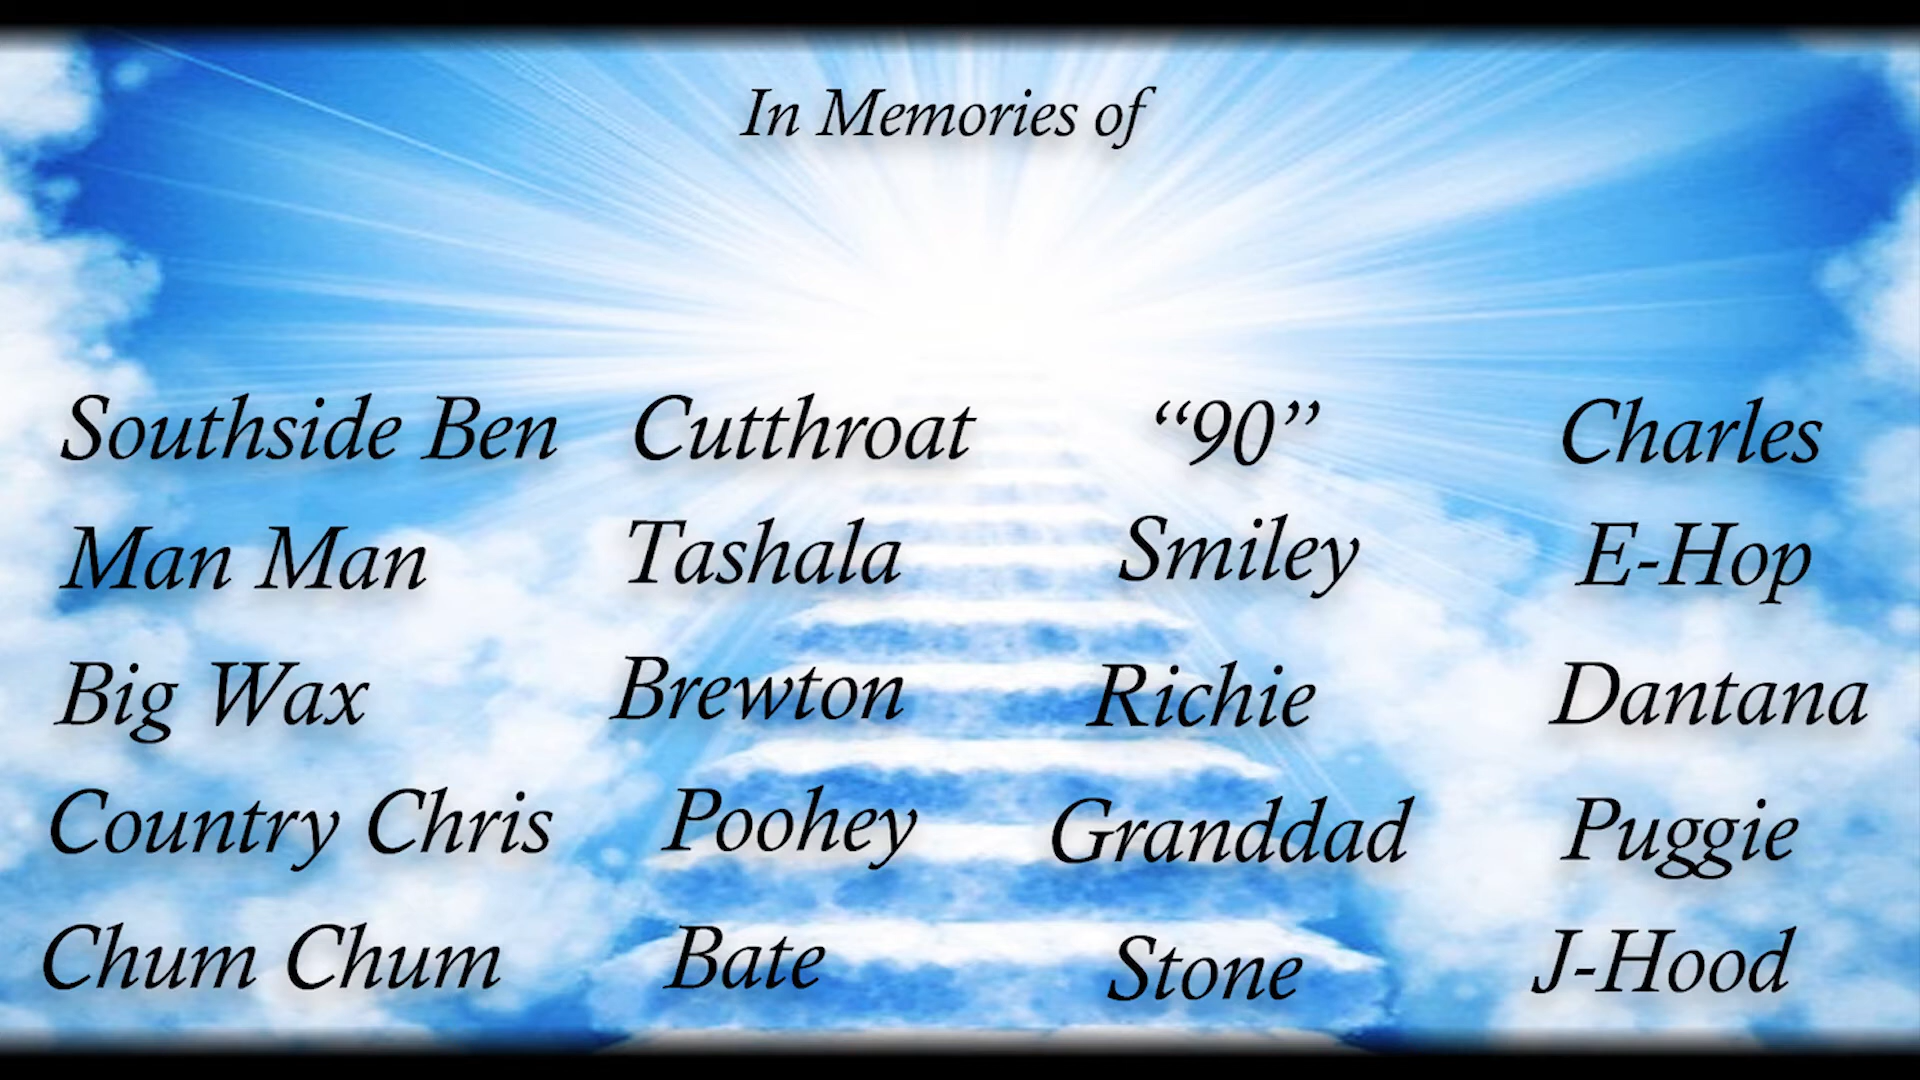 In Memories of
Southside Ben Cutthroat “90” Charles
Man Man Tashala Smiley E-Hop
Big Wax Brewton Richie Dantana
Country Chris Poohey Granddad Puggie
Chum Chum Bate Stone J-Hood